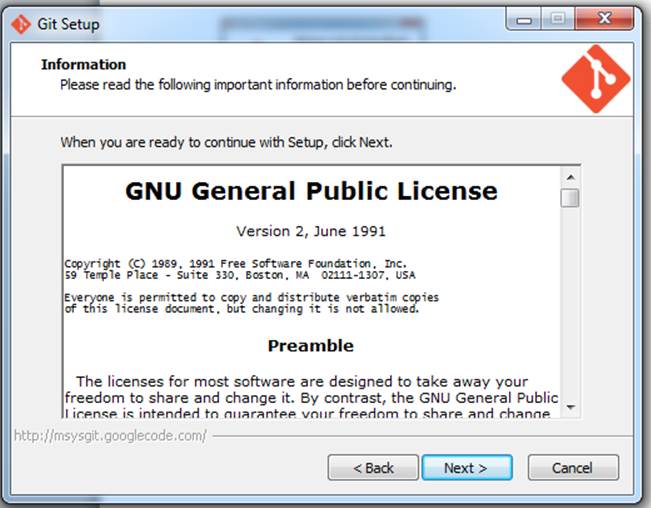 Git Setup
Information
Please read the following important information before continuing.
When you are ready to continue with Setup, click Next.
GNU General Public License
Version 2, June 1991
Copyright (C) 1989, 1991 Free Software Foundation, Inc.
59 Temple Place - Suite 330, Boston, MA  02111-1307, USA
Everyone is permitted to copy and distribute verbatim copies
of this license document, but changing it is not allowed.
Preamble
The licenses for most software are designed to take away your
freedom to share and change it. By contrast, the GNU General Public
License is intended to guarantee your freedom to share and change
http://msysgit.googlecode.com/
< Back
Next >
Cancel